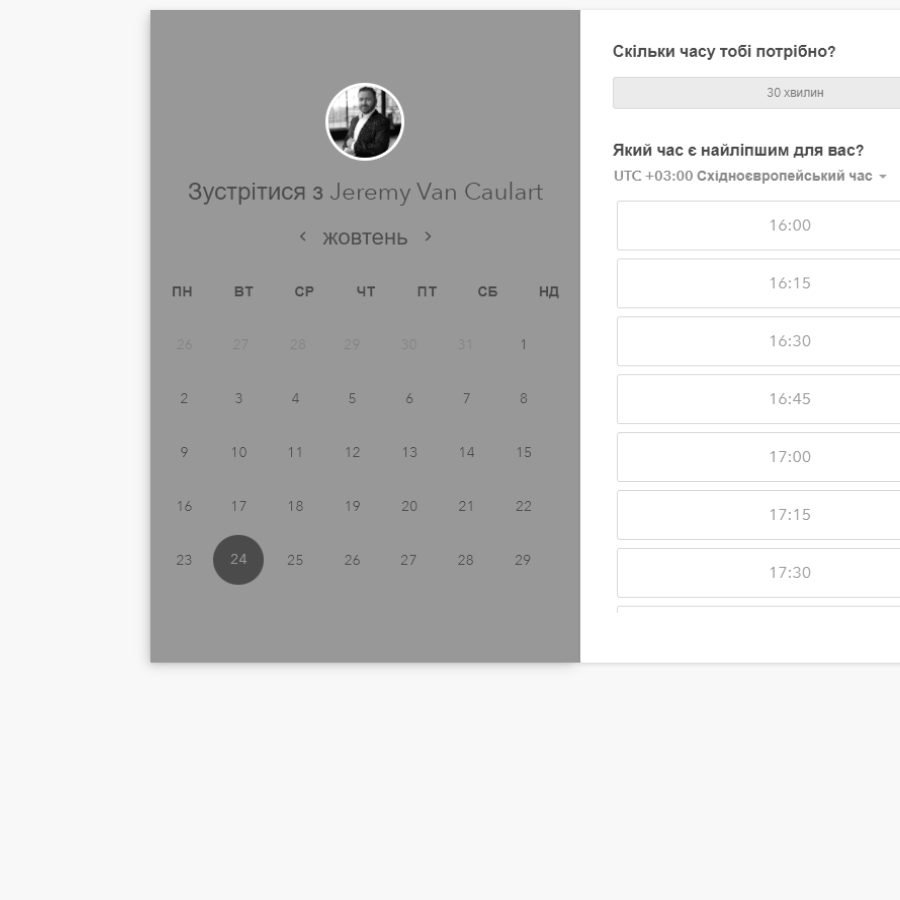 Зустрітися з Jeremy Van Caulart
‹ жовтень ›
ПН ВТ СР ЧТ ПТ СБ НД
26 27 28 29 30 31 1
2 3 4 5 6 7 8
9 10 11 12 13 14 15
16 17 18 19 20 21 22
23 24 25 26 27 28 29
Скільки часу тобі потрібно?
30 хвилин
Який час є найліпшим для вас?
UTC +03:00 Східноєвропейський час
16:00
16:15
16:30
16:45
17:00
17:15
17:30